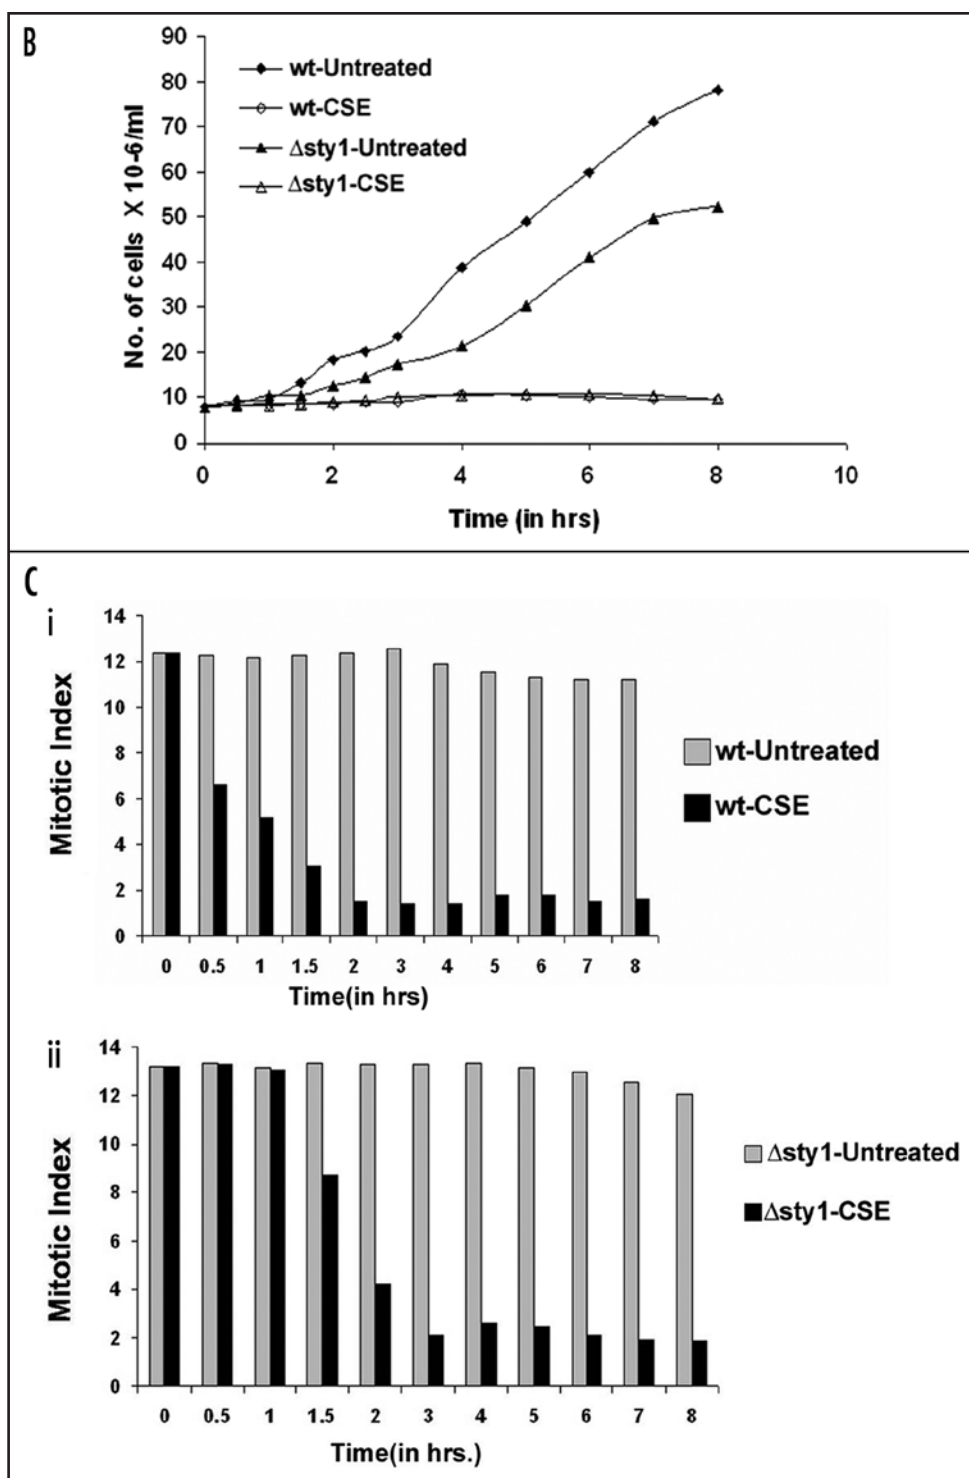 B
90
80
70
60
50
40
30
20
10
0
No. of cells X 10-6/ml
wt-Untreated
wt-CSE
Δsty1-Untreated
Δsty1-CSE
0 2 4 6 8 10
Time (in hrs)
C
i
14
12
10
8
6
4
2
0
Mitotic Index
wt-Untreated
wt-CSE
0 0.5 1 1.5 2 3 4 5 6 7 8
Time(in hrs)
ii
14
12
10
8
6
4
2
0
Mitotic Index
Δsty1-Untreated
Δsty1-CSE
0 0.5 1 1.5 2 3 4 5 6 7 8
Time(in hrs.)